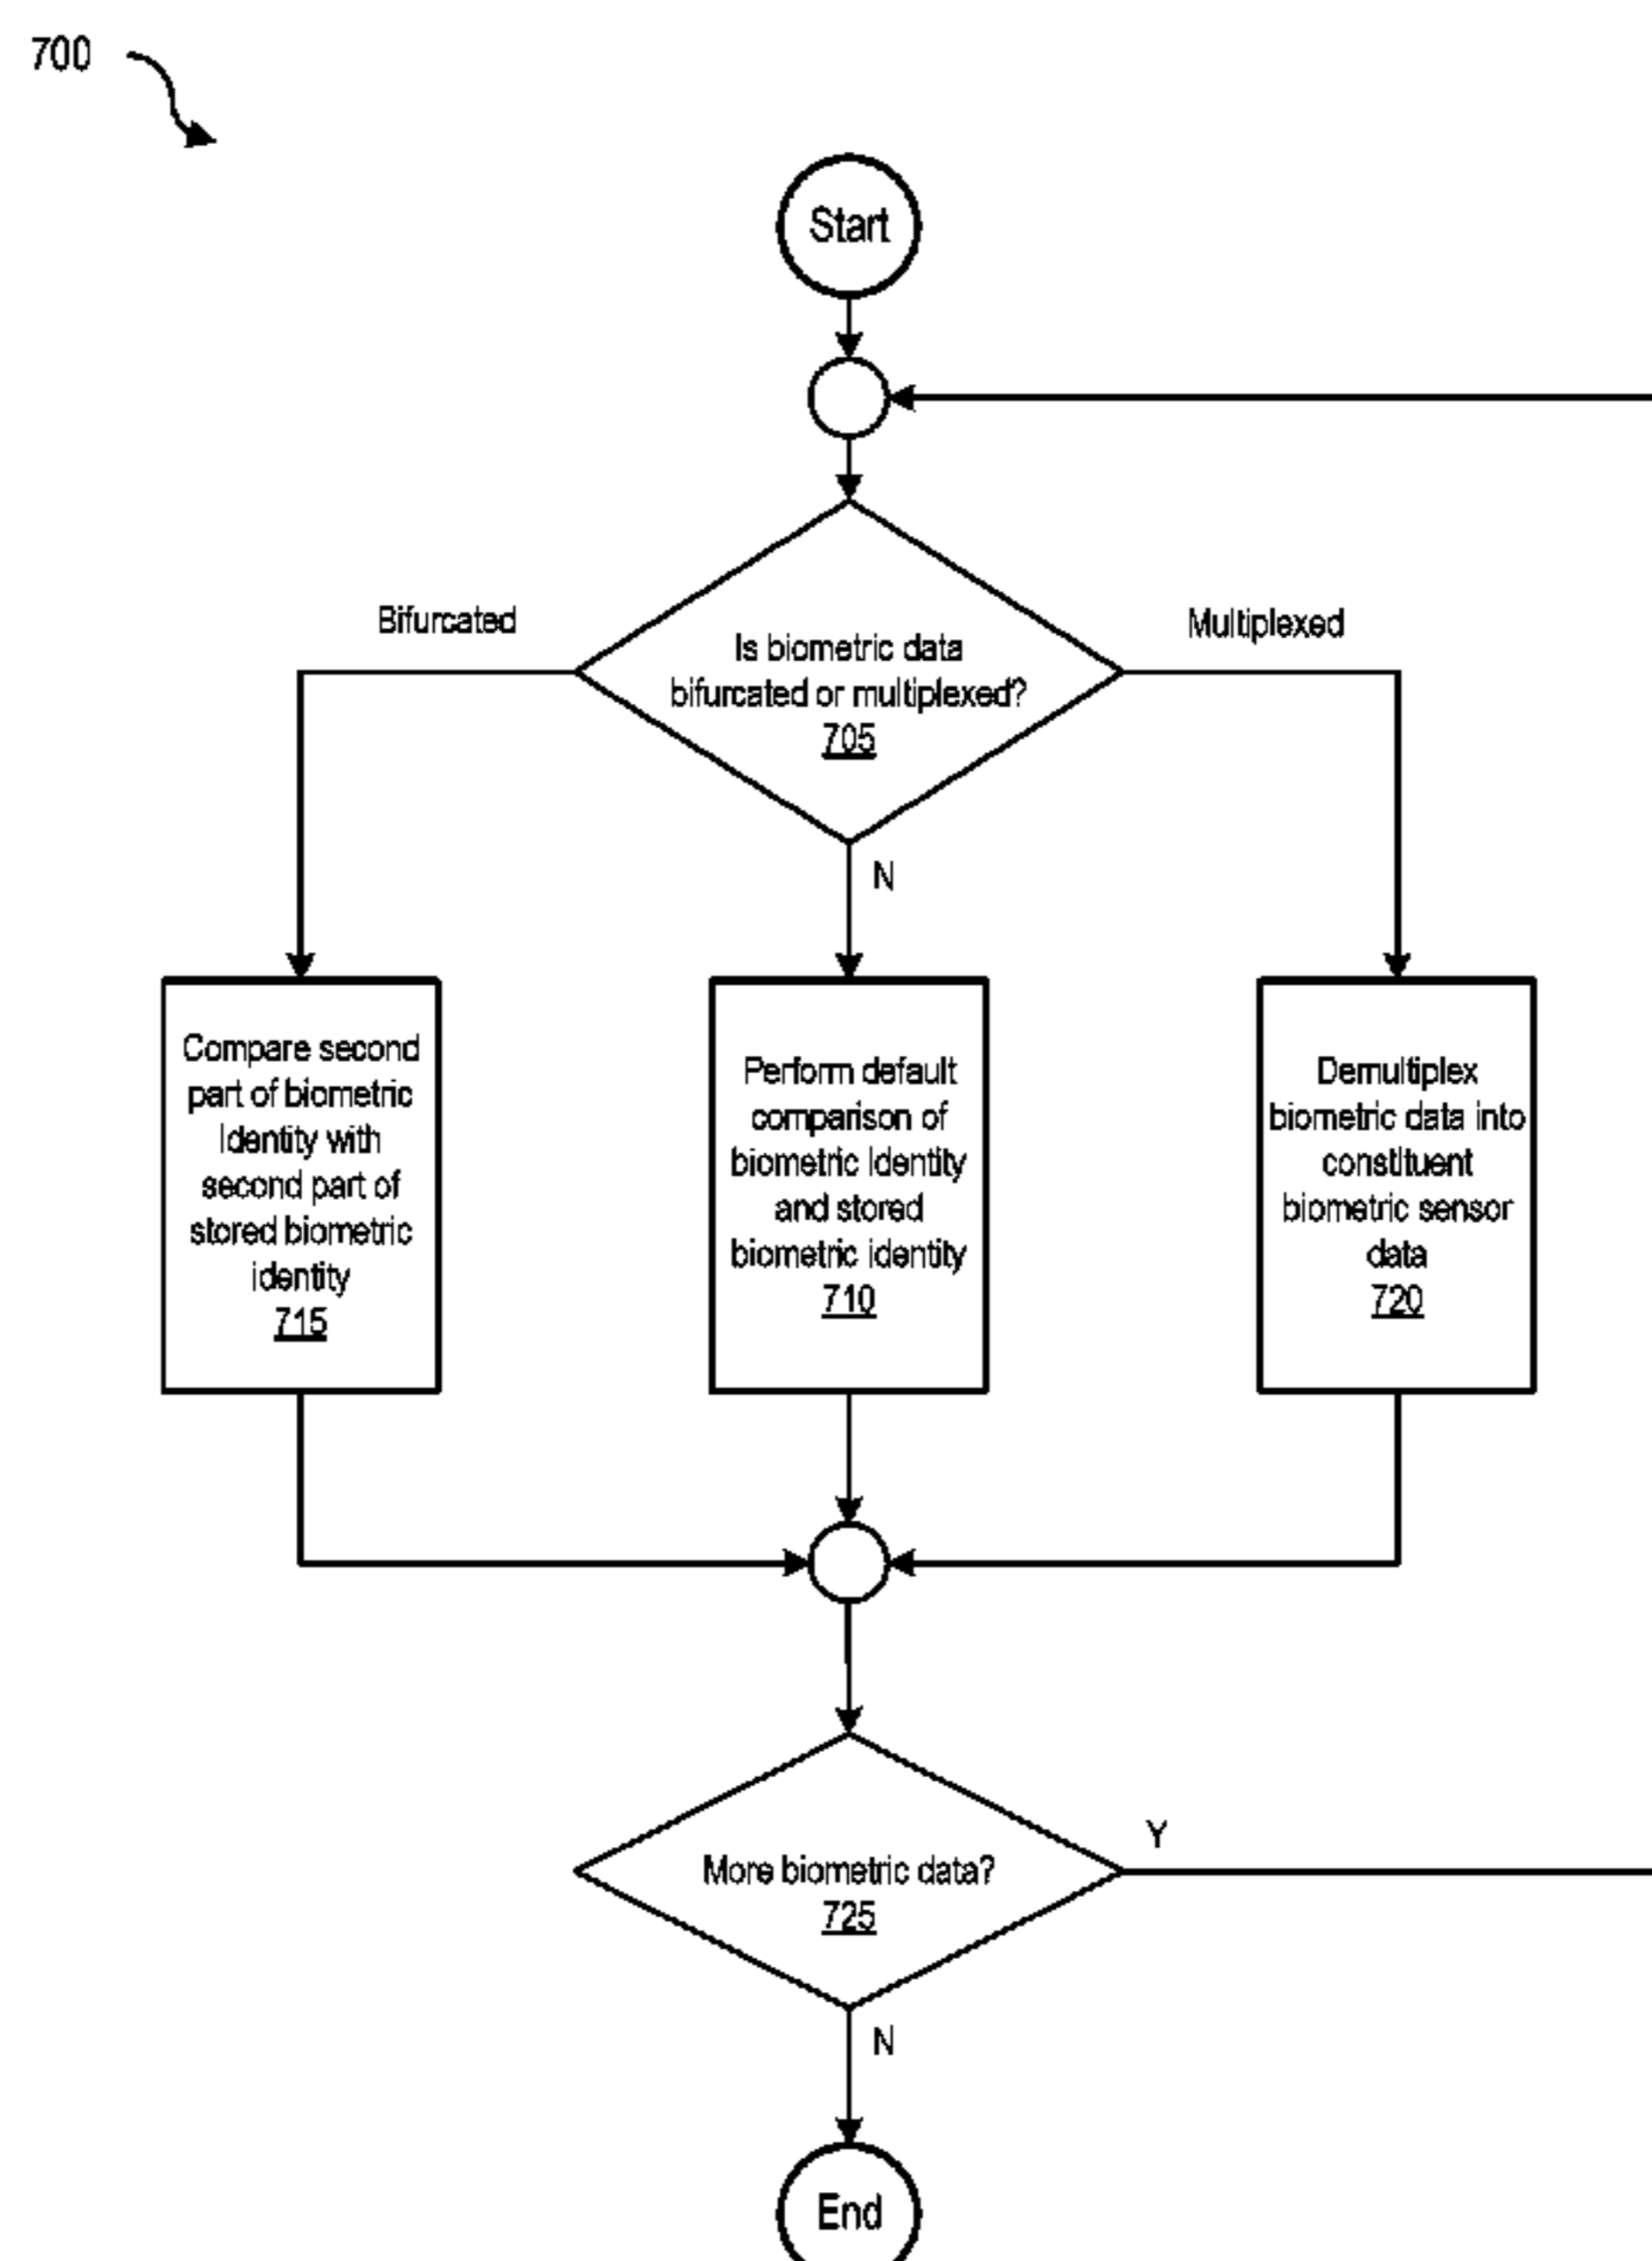 700
Start
Bifurcated
Multiplexed
Is biometric data
bifurcated or multiplexed?
705
N
Compare second
part of biometric
Identity with
second part of
stored biometric
identity
715
Perform default
comparison of
biometric Identity
and stored
biometric identity
710
Demultiplex
biometric data into
constituent
biometric sensor
data
720
Y
More biometric data?
725
N
End